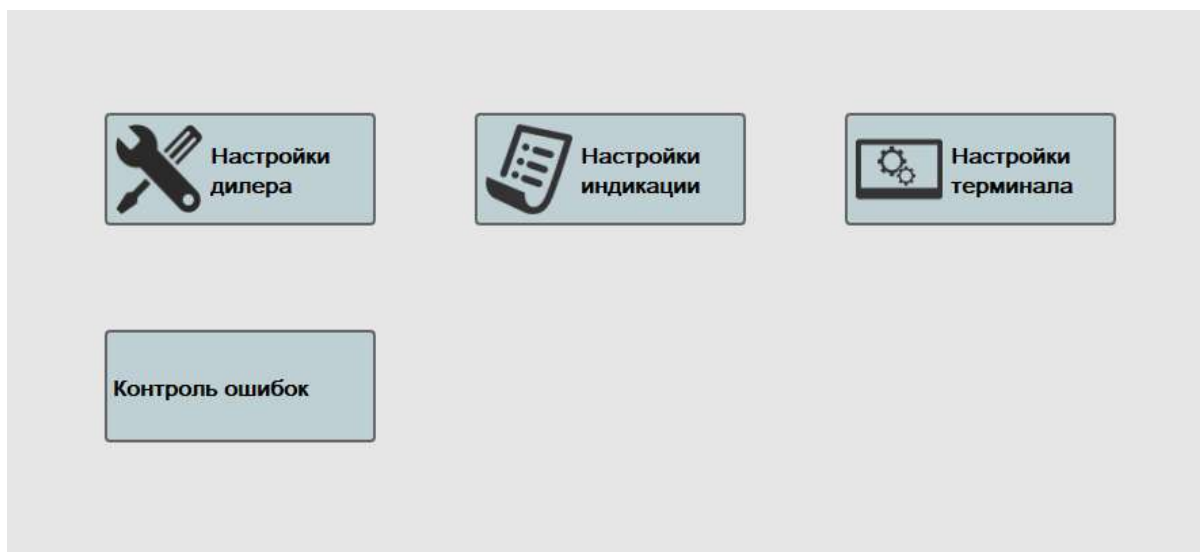 Настройки
дилера
Настройки
индикации
Настройки
терминала
Контроль ошибок